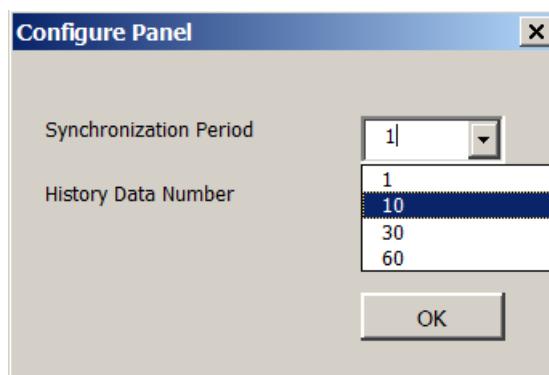 Configure Panel
Synchronization Period
1
History Data Number
1
10
30
60
OK